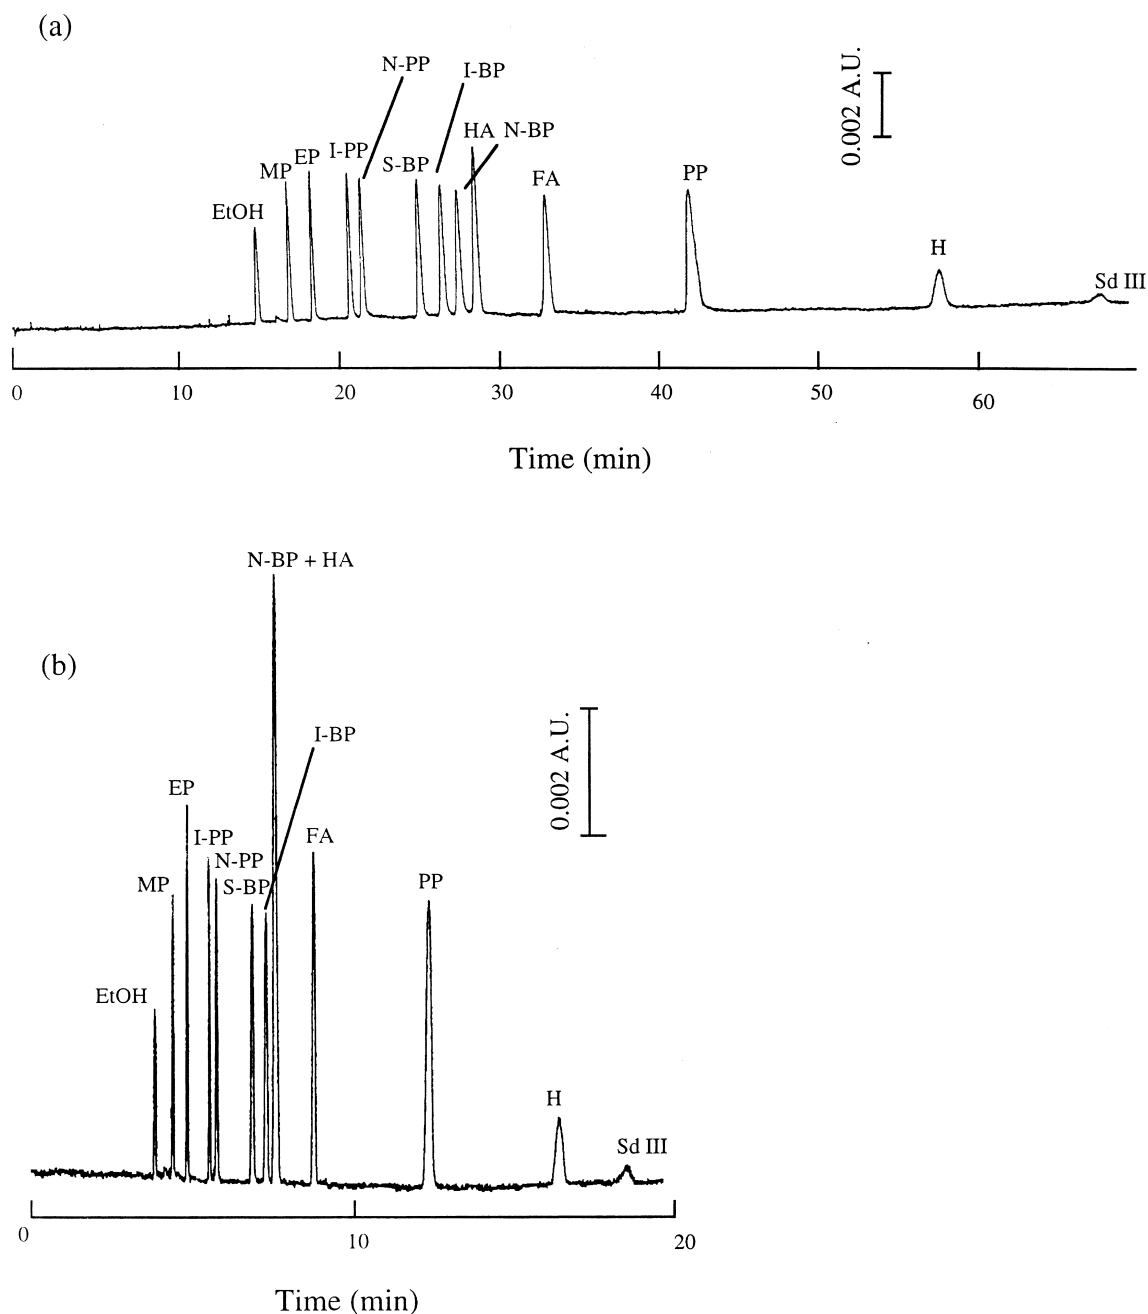 (a)
N-PP
I-BP
0.002 A.U.
HA N-BP
I-PP
EP
S-BP
MP
FA
PP
EtOH
H
Sd III
0 10 20 30 40 50 60
Time (min)
N-BP + HA
(b)
0.002 A.U.
I-BP
EP
I-PP
FA
N-PP
MP
S-BP
PP
EtOH
H
Sd III
0 10 20
Time (min)